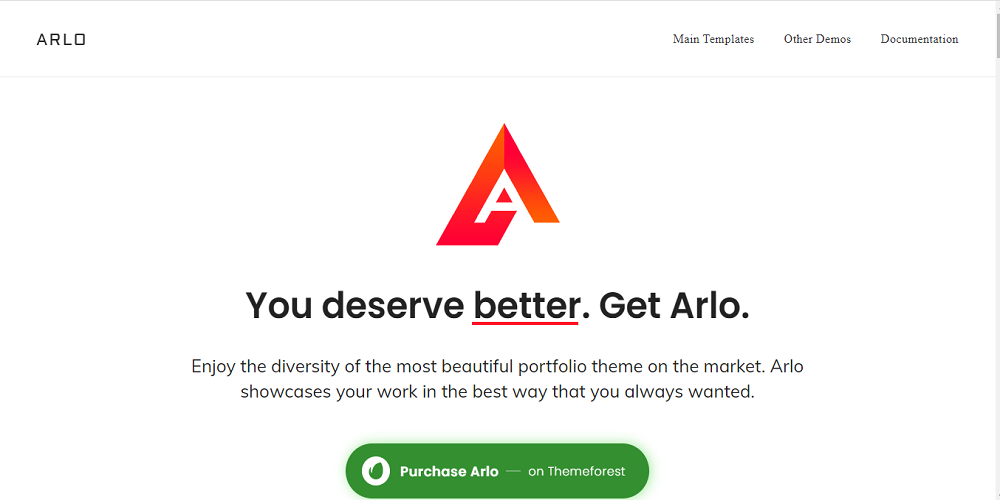 ARLO
Main Templates
Other Demos
Documentation
A
You deserve better. Get Arlo.
Enjoy the diversity of the most beautiful portfolio theme on the market. Arlo
showcases your work in the best way that you always wanted.
Purchase Arlo — on Themeforest